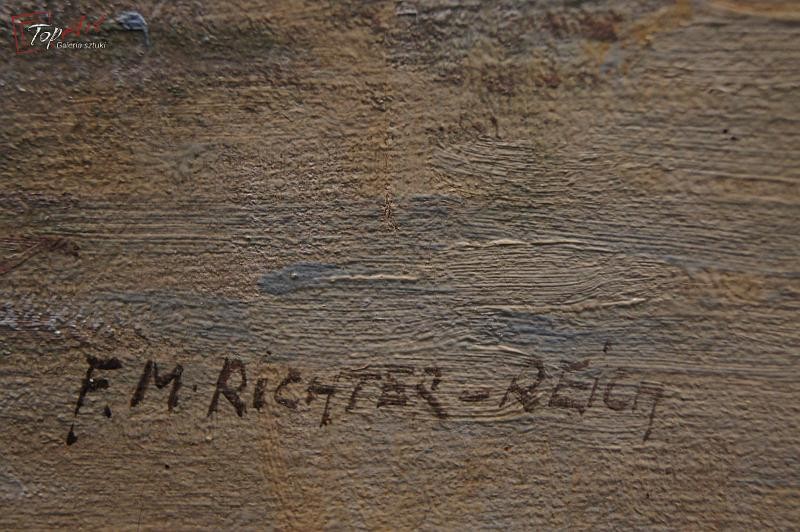 TopArt
Galeria sztuki
F. M. RICHTER - REICH